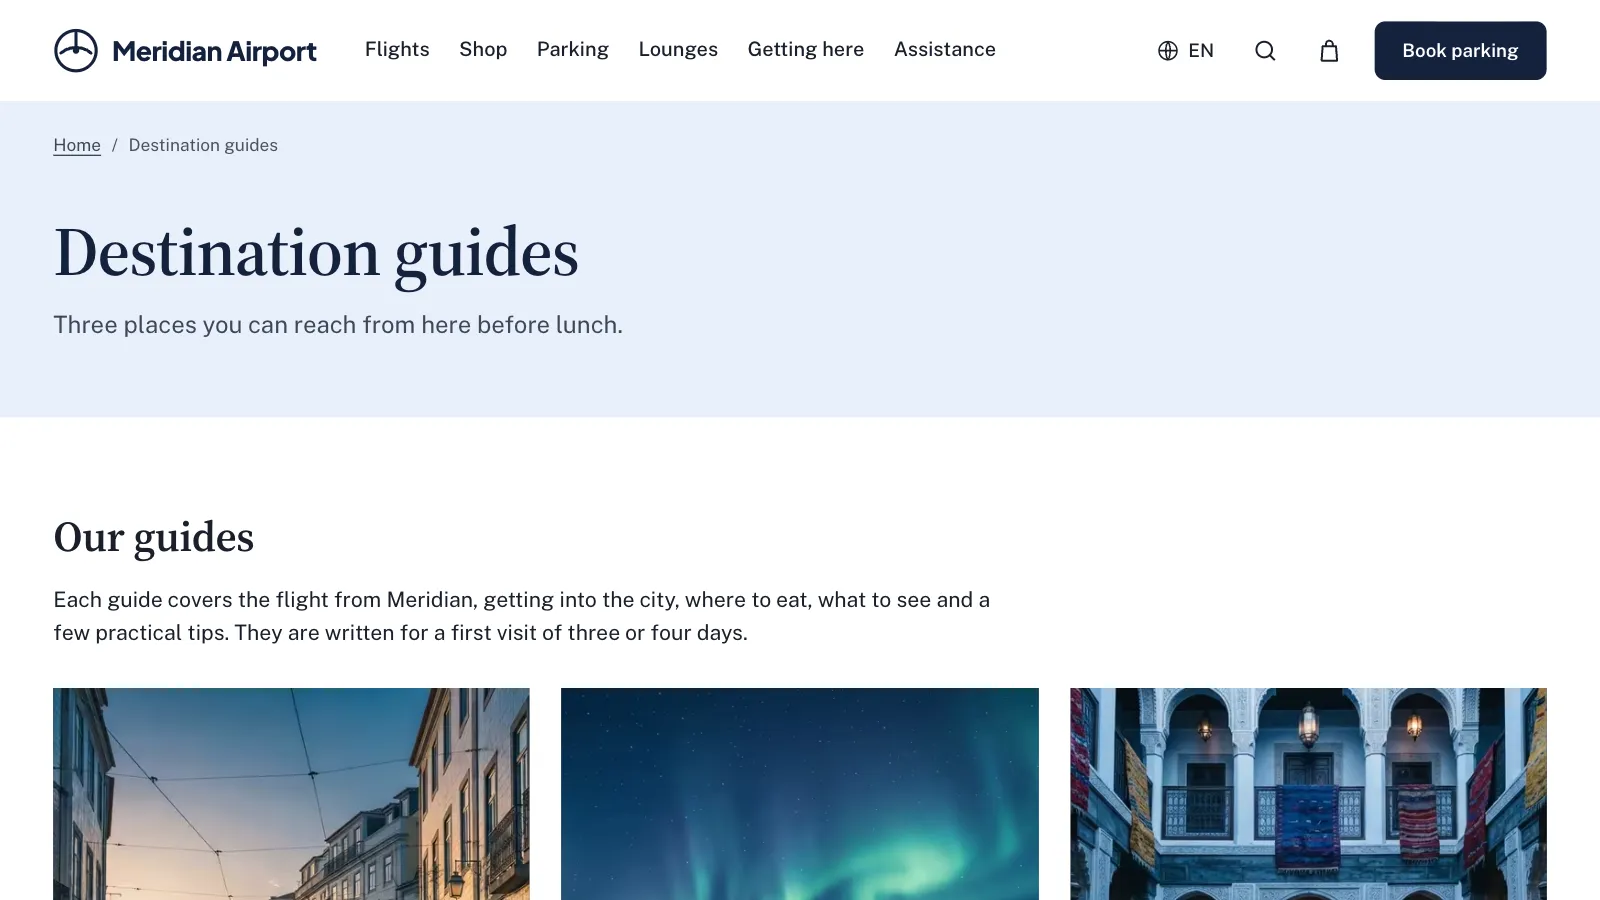 Meridian Airport
Flights
Shop
Parking
Lounges
Getting here
Assistance
EN
Book parking
Home / Destination guides
Destination guides
Three places you can reach from here before lunch.
Our guides
Each guide covers the flight from Meridian, getting into the city, where to eat, what to see and a
few practical tips. They are written for a first visit of three or four days.